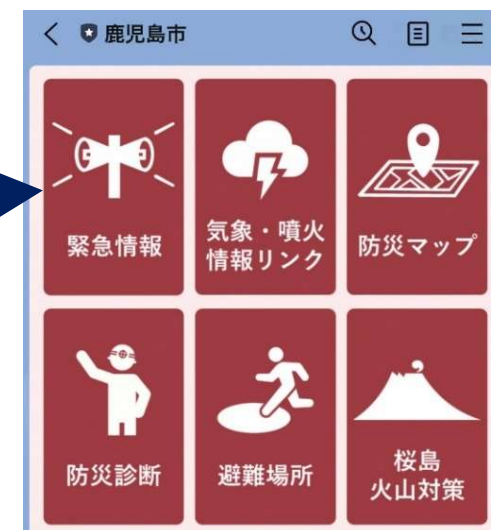 鹿児島市
緊急情報
気象・噴火
情報リンク
防災マップ
防災診断
避難場所
桜島
火山対策